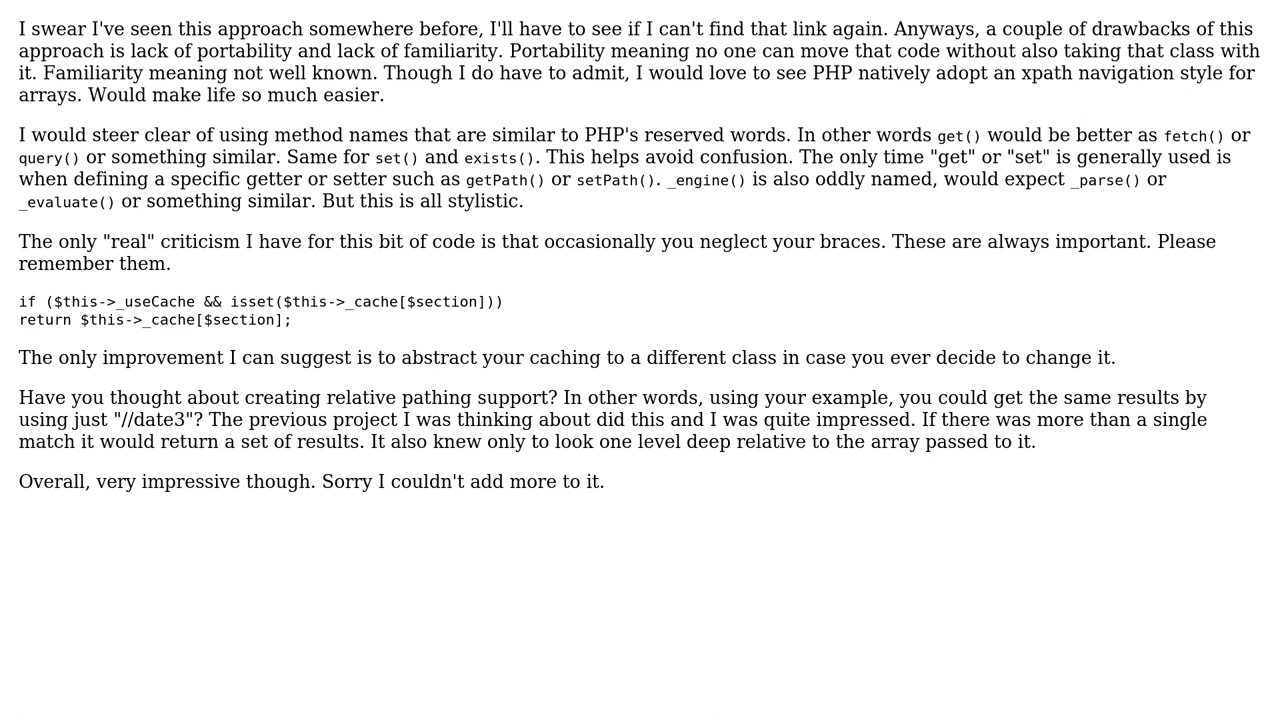 I swear I've seen this approach somewhere before, I'll have to see if I can't find that link again. Anyways, a couple of drawbacks of this
approach is lack of portability and lack of familiarity. Portability meaning no one can move that code without also taking that class with
it. Familiarity meaning not well known. Though I do have to admit, I would love to see PHP natively adopt an xpath navigation style for
arrays. Would make life so much easier.
I would steer clear of using method names that are similar to PHP's reserved words. In other words get() would be better as fetch() or
query() or something similar. Same for set() and exists(). This helps avoid confusion. The only time "get" or "set" is generally used is
when defining a specific getter or setter such as getPath() or setPath(). _engine() is also oddly named, would expect _parse() or
_evaluate() or something similar. But this is all stylistic.
The only "real" criticism I have for this bit of code is that occasionally you neglect your braces. These are always important. Please
remember them.
if ($this->_useCache && isset($this->_cache[$section]))
return $this->_cache[$section];
The only improvement I can suggest is to abstract your caching to a different class in case you ever decide to change it.
Have you thought about creating relative pathing support? In other words, using your example, you could get the same results by
using just "//date3"? The previous project I was thinking about did this and I was quite impressed. If there was more than a single
match it would return a set of results. It also knew only to look one level deep relative to the array passed to it.
Overall, very impressive though. Sorry I couldn't add more to it.